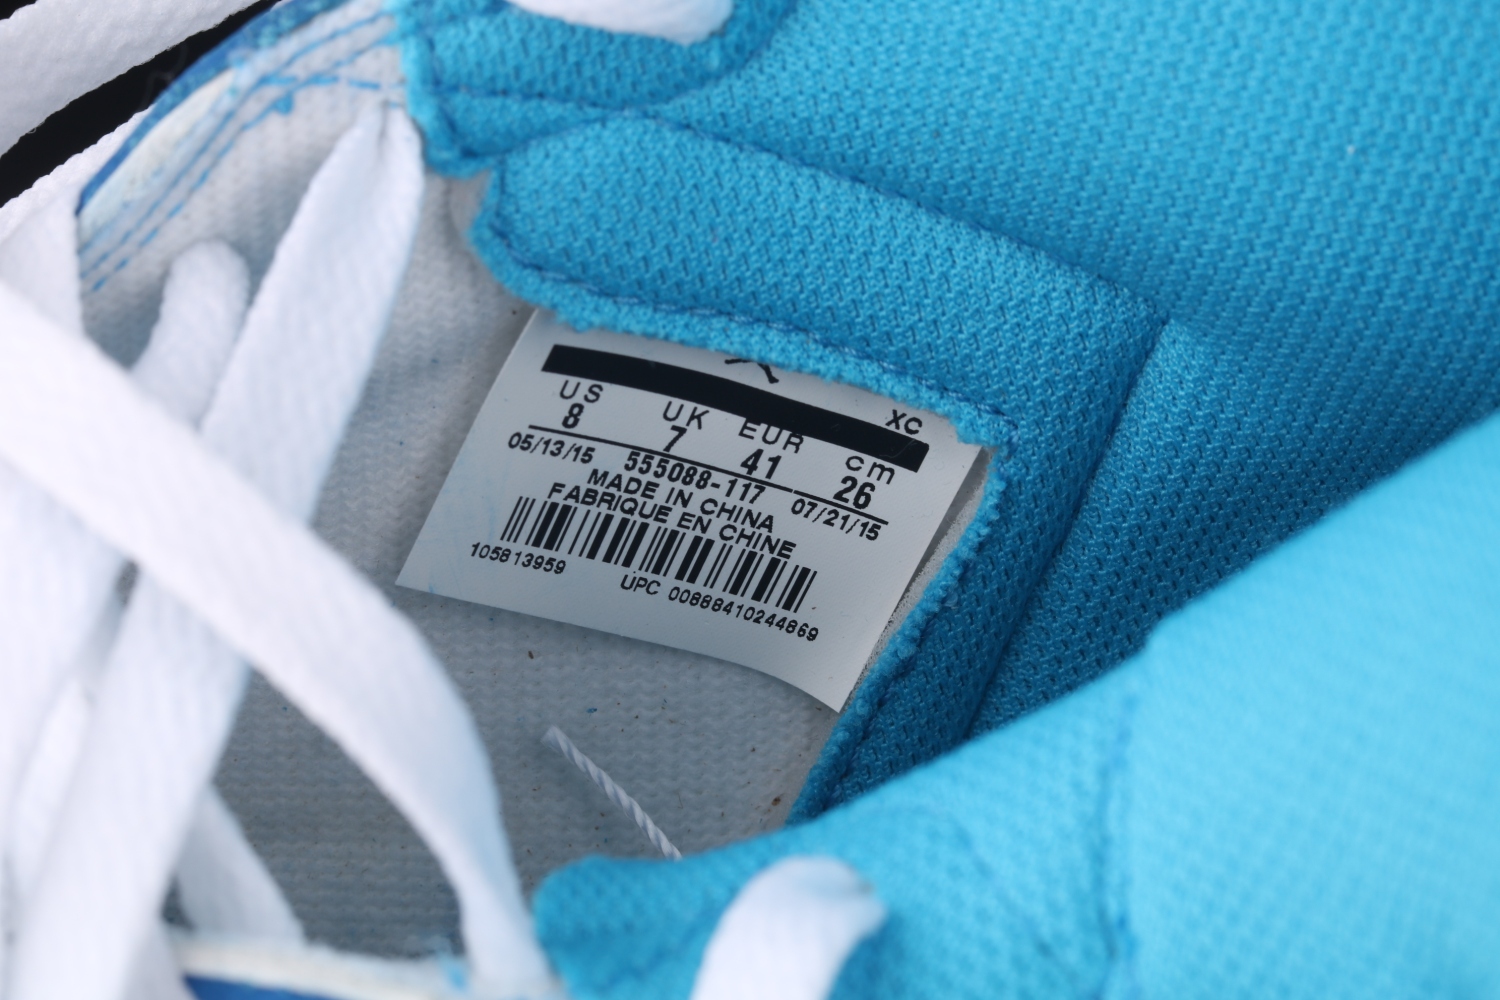 XC
US UK EUR cm
8 7 41 26
05/13/15 555088-117 07/21/15
MADE IN CHINA
FABRIQUE EN CHINE
105813959
UPC 00888410244869